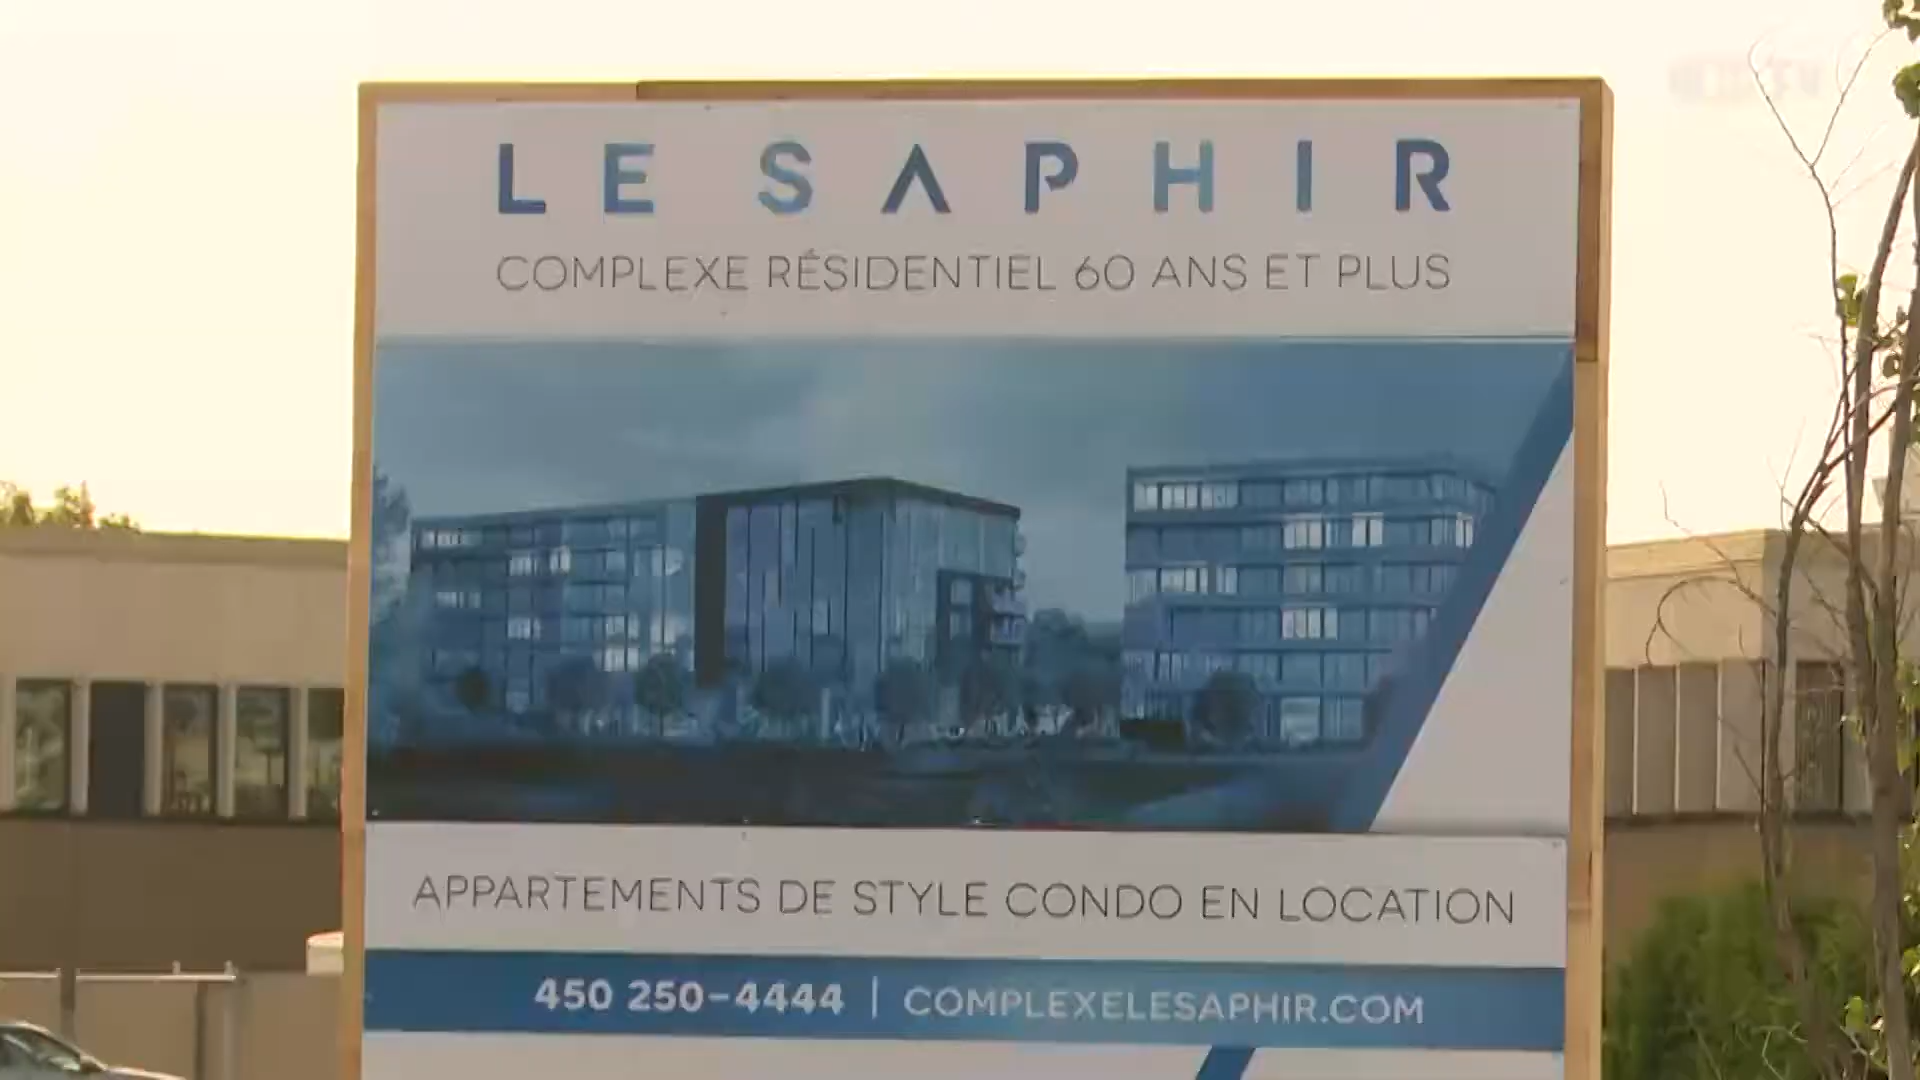 LE SAPHIR
COMPLEXE RÉSIDENTIEL 60 ANS ET PLUS
APPARTEMENTS DE STYLE CONDO EN LOCATION
450 250-4444 | COMPLEXELESAPHIR.COM